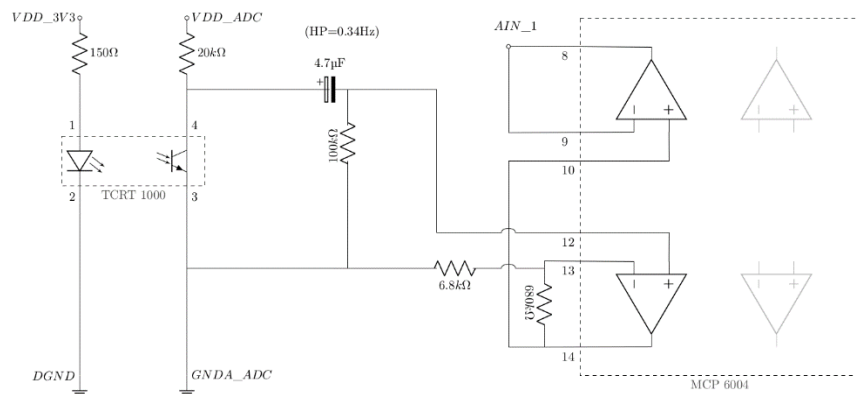 VDD_3V3
VDD_ADC
AIN_1
(HP=0.34Hz)
150Ω
20kΩ
4.7µF
+
8
1
4
100kΩ
9
10
TCRT 1000
2
3
12
13
6.8kΩ
680kΩ
14
DGND
GNDA_ADC
MCP 6004